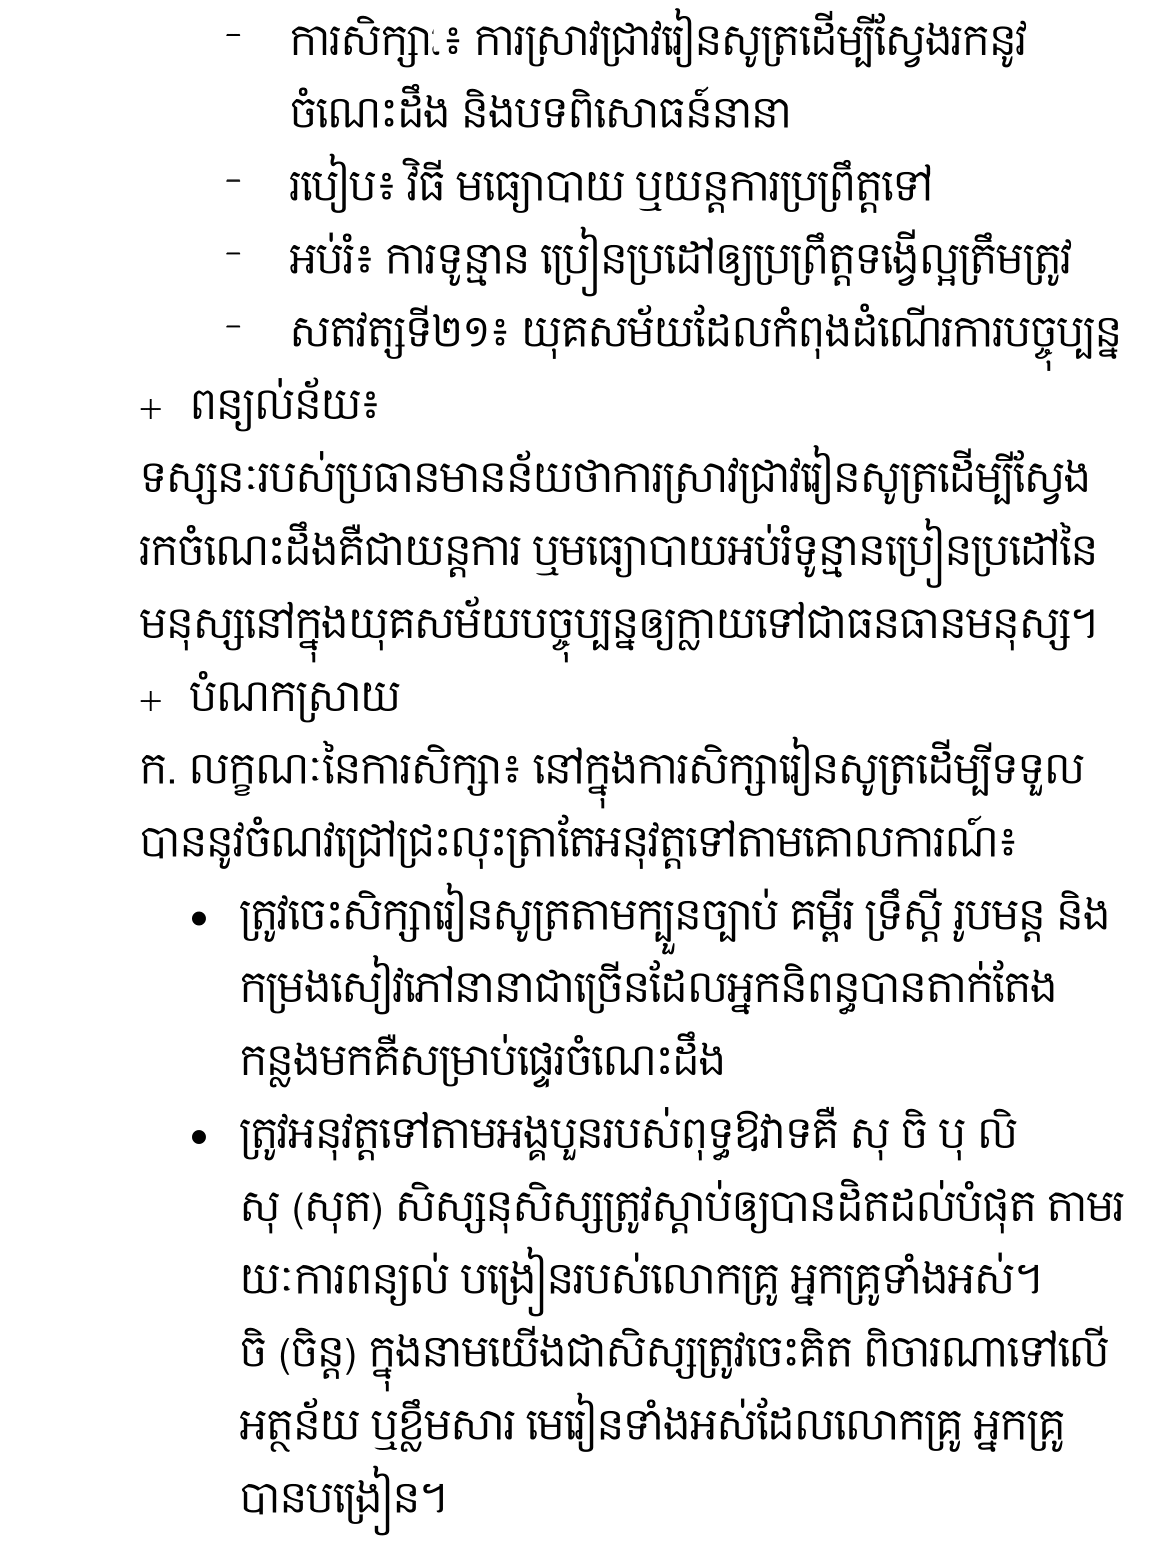 - ការសិក្សា៖ ការស្រាវជ្រាវរៀនសូត្រដើម្បីស្វែងរកនូវ
ចំណេះដឹង និងបទពិសោធន៍នានា
- របៀប៖ វិធី មធ្យោបាយ ឬយន្តការប្រព្រឹត្តទៅ
- អប់រំ៖ ការទូន្មាន ប្រៀនប្រដៅឲ្យប្រព្រឹត្តទង្វើល្អត្រឹមត្រូវ
- សតវត្សទី២១៖ យុគសម័យដែលកំពុងដំណើរការបច្ចុប្បន្ន
+ ពន្យល់ន័យ៖
ទស្សនៈរបស់ប្រធានមានន័យថាការស្រាវជ្រាវរៀនសូត្រដើម្បីស្វែង
រកចំណេះដឹងគឺជាយន្តការ ឬមធ្យោបាយអប់រំទូន្មានប្រៀនប្រដៅនៃ
មនុស្សនៅក្នុងយុគសម័យបច្ចុប្បន្នឲ្យក្លាយទៅជាធនធានមនុស្ស។
+ បំណកស្រាយ
ក. លក្ខណៈនៃការសិក្សា៖ នៅក្នុងការសិក្សារៀនសូត្រដើម្បីទទួល
បាននូវចំណវជ្រៅជ្រះលុះត្រាតែអនុវត្តទៅតាមគោលការណ៍៖
• ត្រូវចេះសិក្សារៀនសូត្រតាមក្បួនច្បាប់ គម្ពីរ ទ្រឹស្តី រូបមន្ត និង
កម្រងសៀវភៅនានាជាច្រើនដែលអ្នកនិពន្ធបានតាក់តែង
កន្លងមកគឺសម្រាប់ផ្ទេរចំណេះដឹង
• ត្រូវអនុវត្តទៅតាមអង្គបួនរបស់ពុទ្ធឱវាទគឺ សុ ចិ បុ លិ
សុ (សុត) សិស្សនុសិស្សត្រូវស្តាប់ឲ្យបានដិតដល់បំផុត តាមរ
យៈការពន្យល់ បង្រៀនរបស់លោកគ្រូ អ្នកគ្រូទាំងអស់។
ចិ (ចិន្ត) ក្នុងនាមយើងជាសិស្សត្រូវចេះគិត ពិចារណាទៅលើ
អត្ថន័យ ឬខ្លឹមសារ មេរៀនទាំងអស់ដែលលោកគ្រូ អ្នកគ្រូ
បានបង្រៀន។